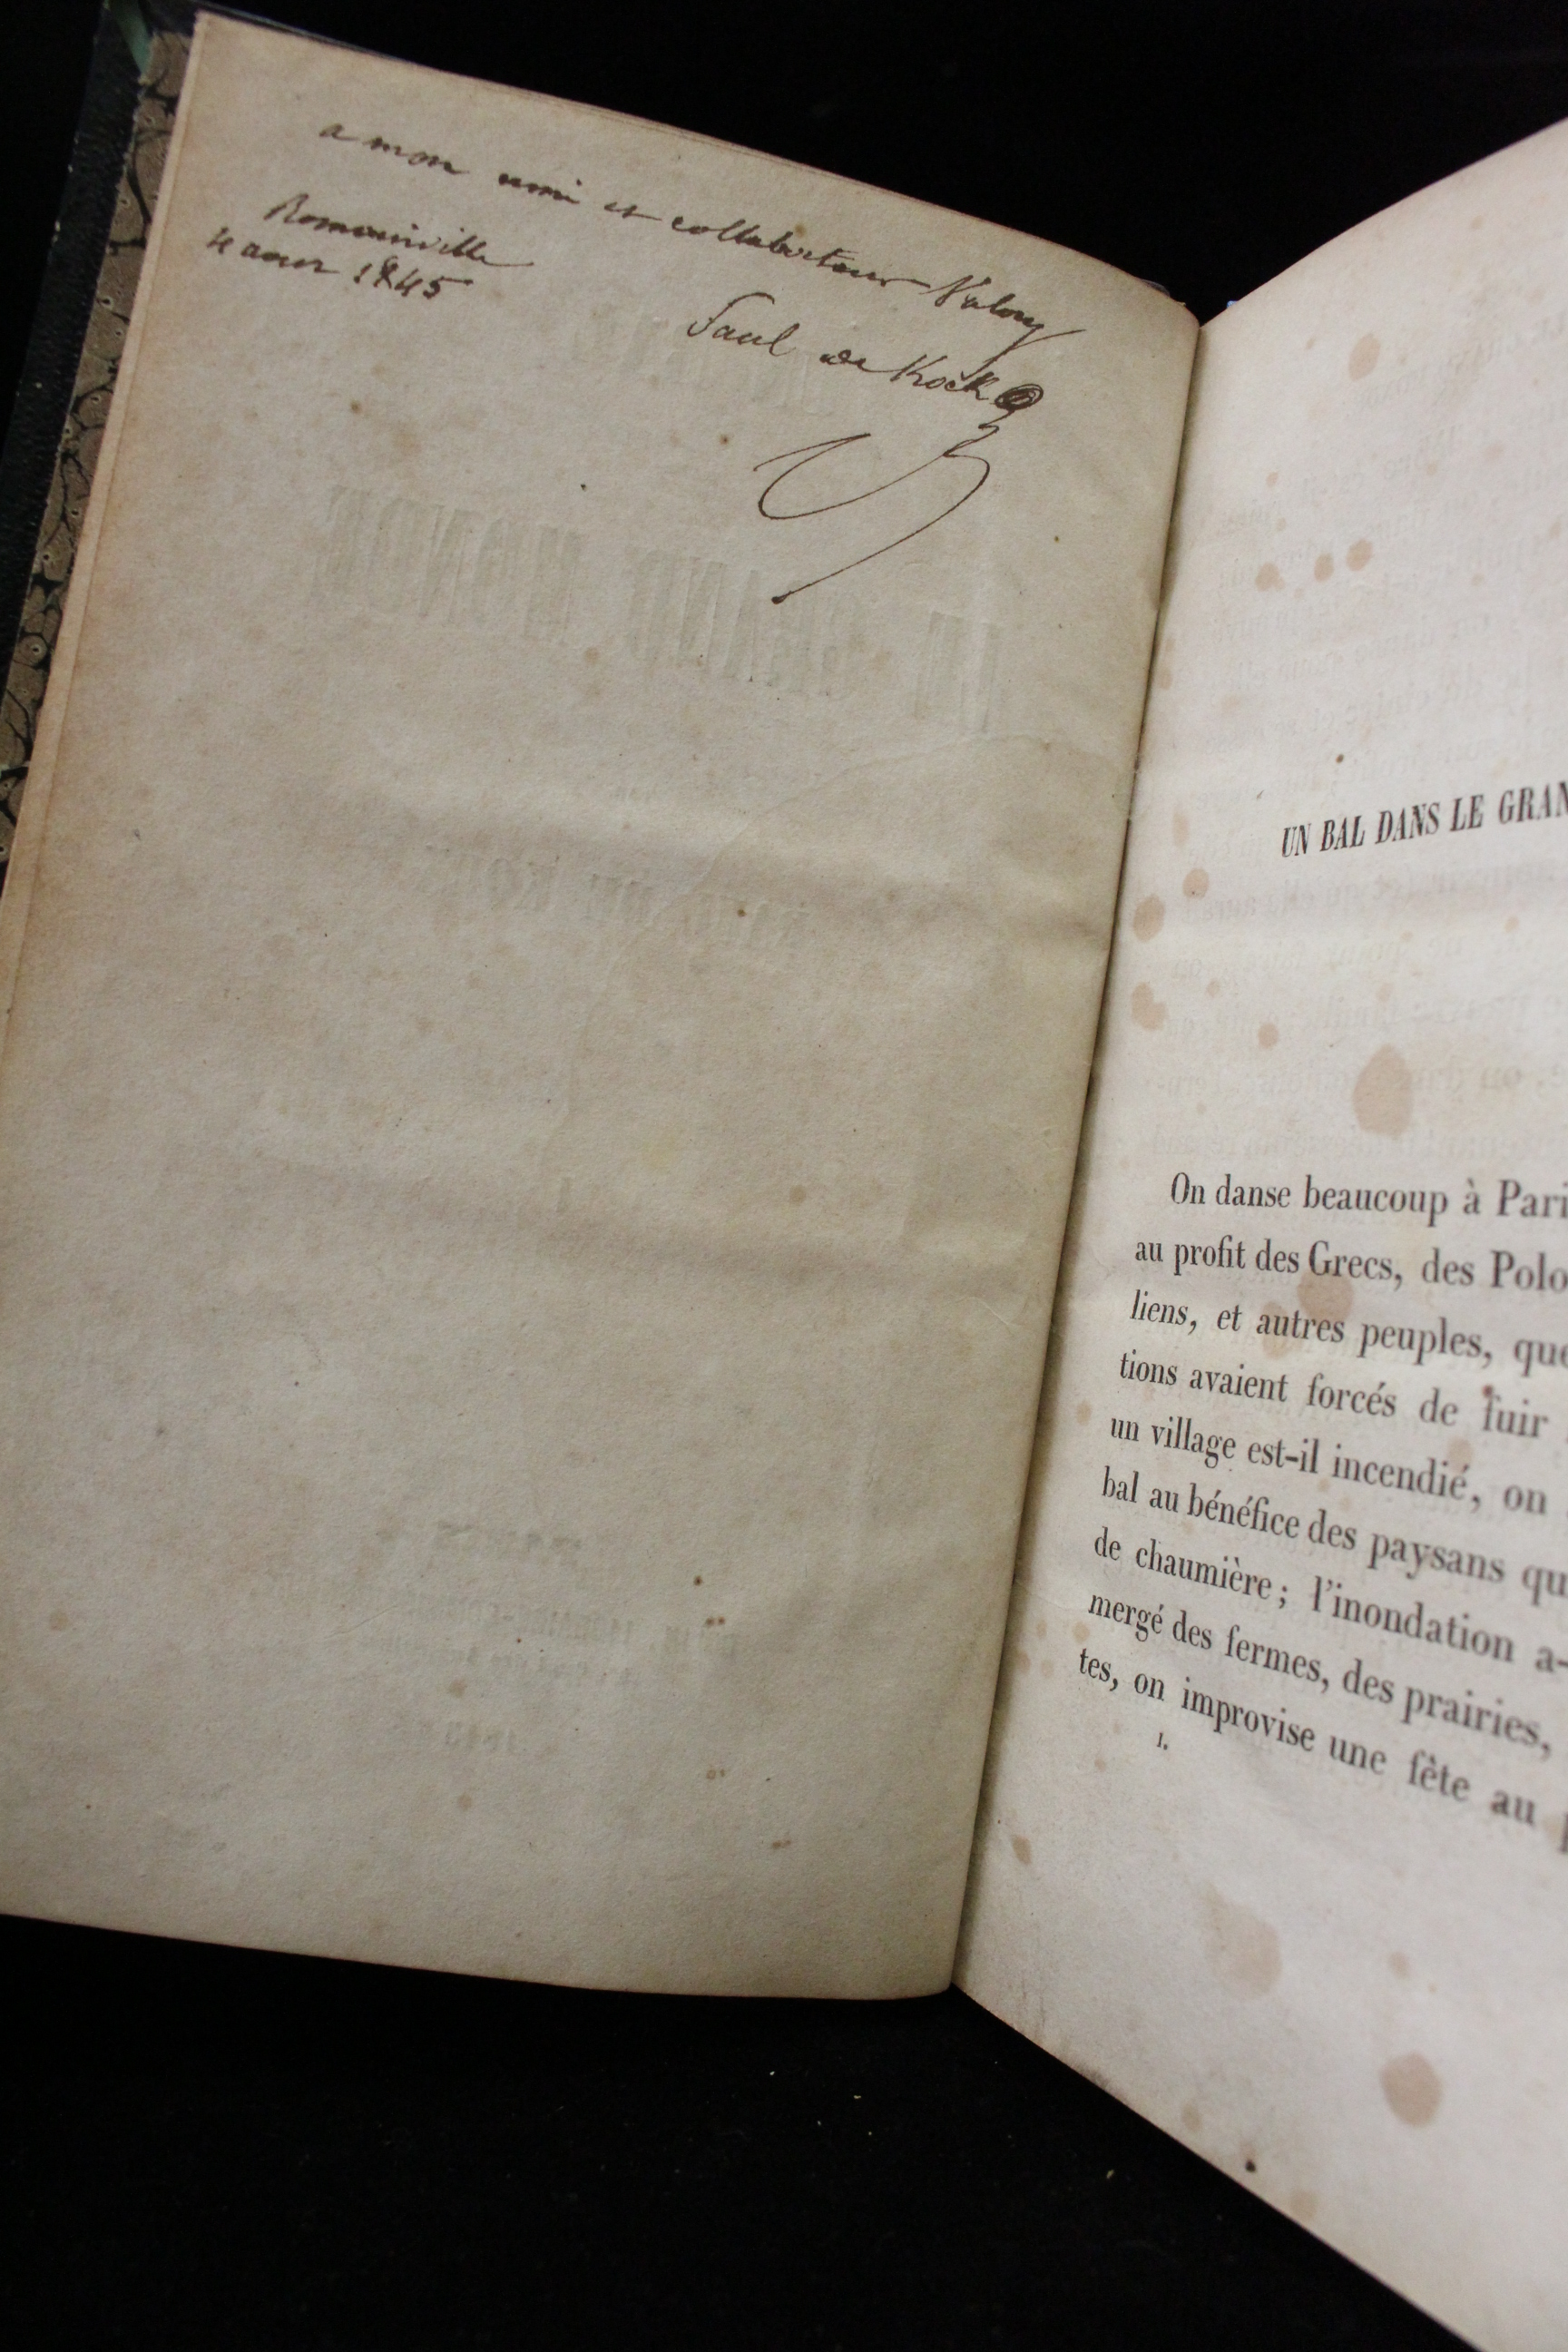 a mon ami et collaborateur Valory
Paul de Kock
Romainville
4 aout 1845
UN BAL DANS LE GRAN
On danse beaucoup à Pari
au profit des Grecs, des Polo
liens, et autres peuples, que
tions avaient forcés de fuir
un village est-il incendié, on
bal au bénéfice des paysans qu
de chaumière; l'inondation a-
mergé des fermes, des prairies,
tes, on improvise une fête au
1.